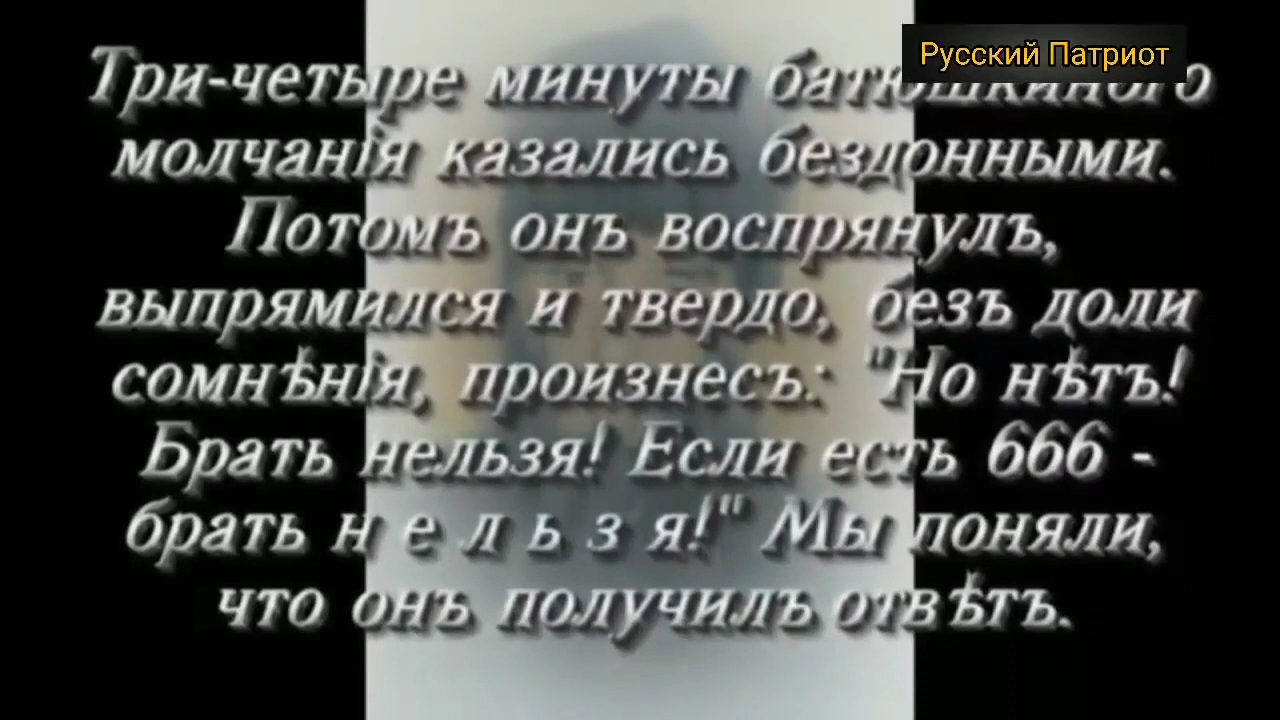 Русский Патриот
Три-четыре минуты батюшкиного
молчанія казались бездонными.
Потомъ онъ воспрянулъ,
выпрямился и твердо, безъ доли
сомнѣнія, произнесъ: "Но нѣтъ!
Брать нельзя! Если есть 666 -
брать н е л ь з я!" Мы поняли,
что онъ получилъ отвѣтъ.